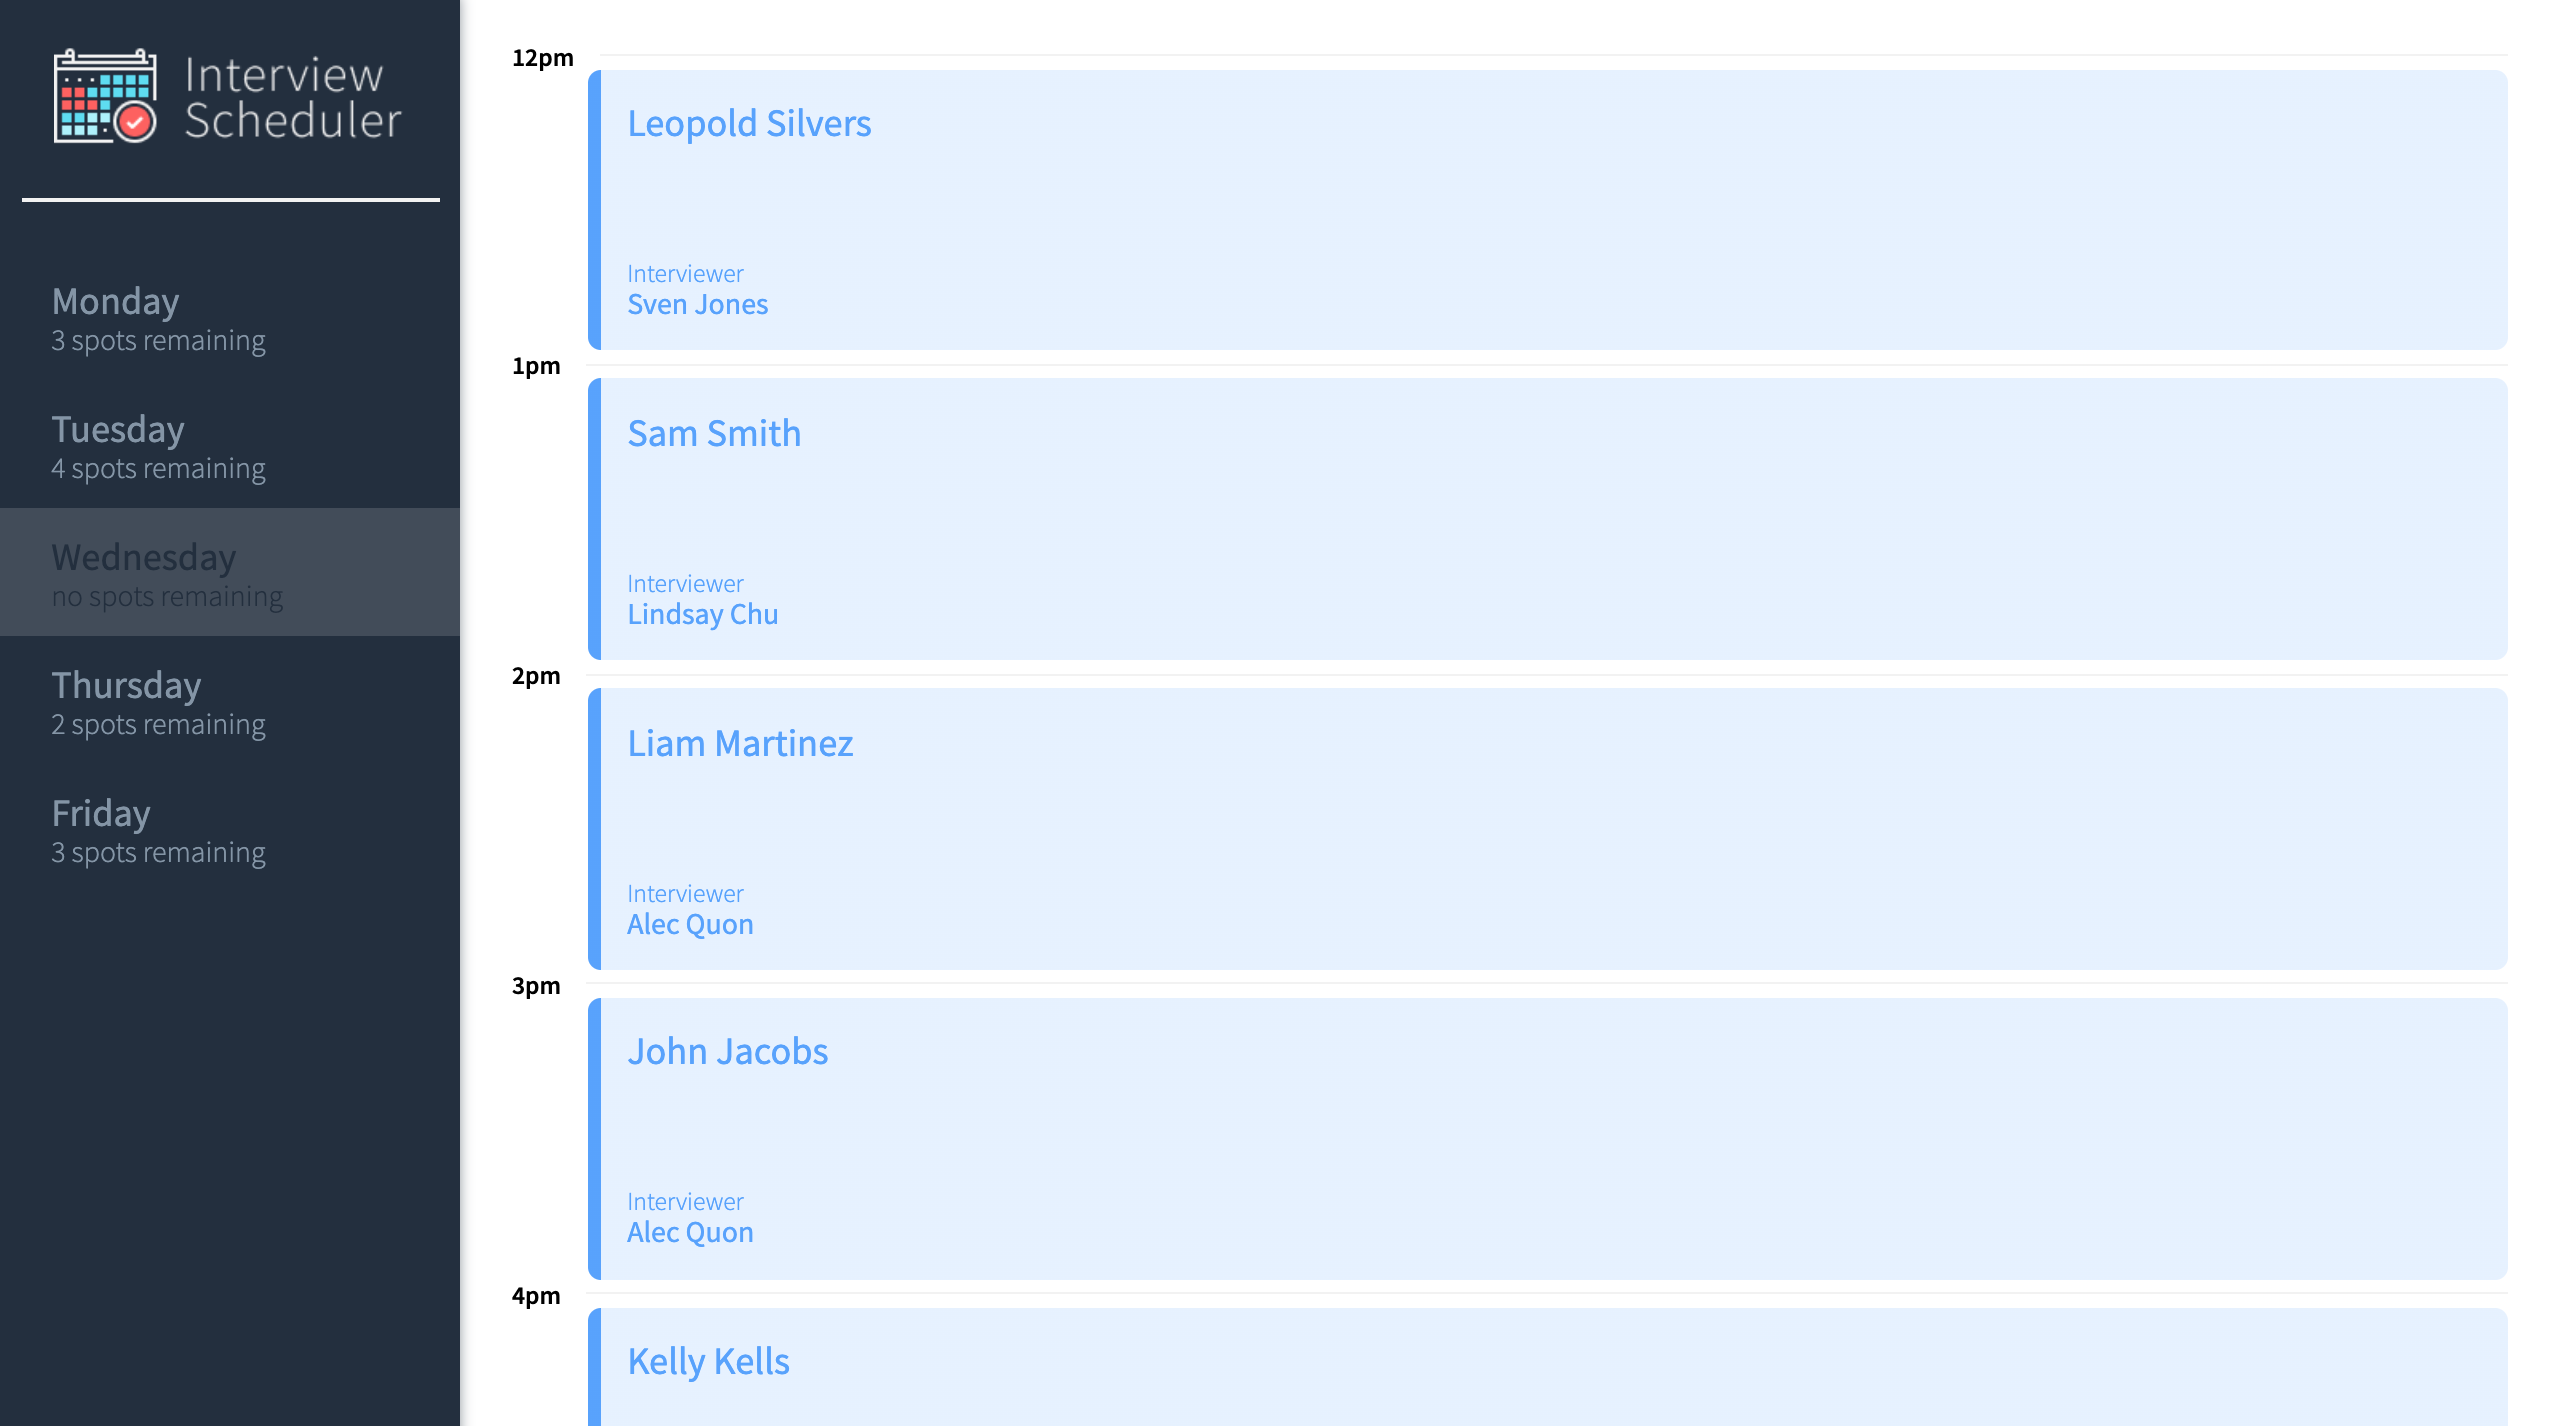 Interview
Scheduler
Monday
3 spots remaining
Tuesday
4 spots remaining
Wednesday
no spots remaining
Thursday
2 spots remaining
Friday
3 spots remaining
12pm
Leopold Silvers
Interviewer
Sven Jones
1pm
Sam Smith
Interviewer
Lindsay Chu
2pm
Liam Martinez
Interviewer
Alec Quon
3pm
John Jacobs
Interviewer
Alec Quon
4pm
Kelly Kells